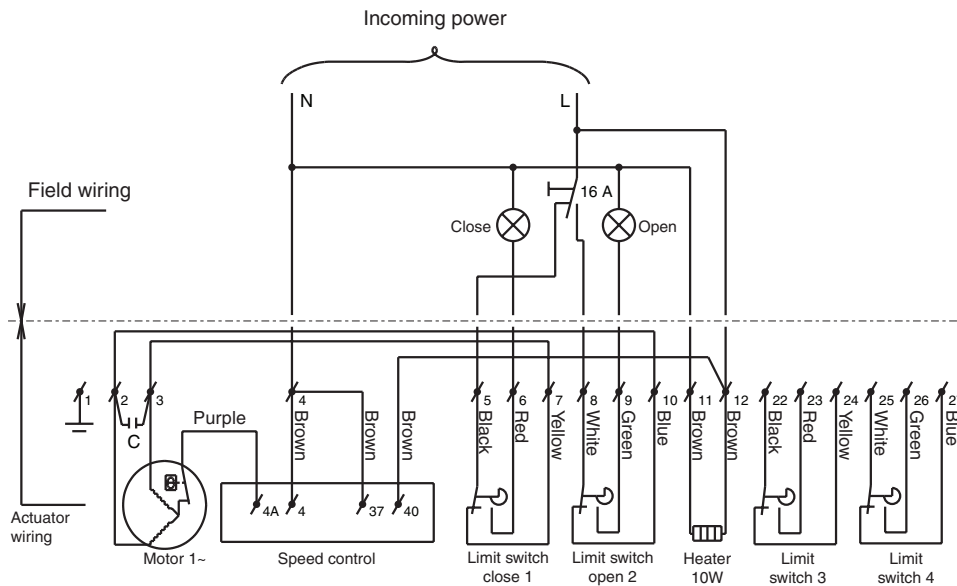 Incoming power
N
L
Field wiring
16 A
Close
Open
1
2
3
4
5
6
7
8
9
10
11
12
22
23
24
25
26
27
C
Purple
Brown
Brown
Brown
Black
Red
Yellow
White
Green
Blue
Brown
Brown
Black
Red
Yellow
White
Green
Blue
4A
4
37
40
Actuator
wiring
Motor 1~
Speed control
Limit switch
close 1
Limit switch
open 2
Heater
10W
Limit
switch 3
Limit
switch 4